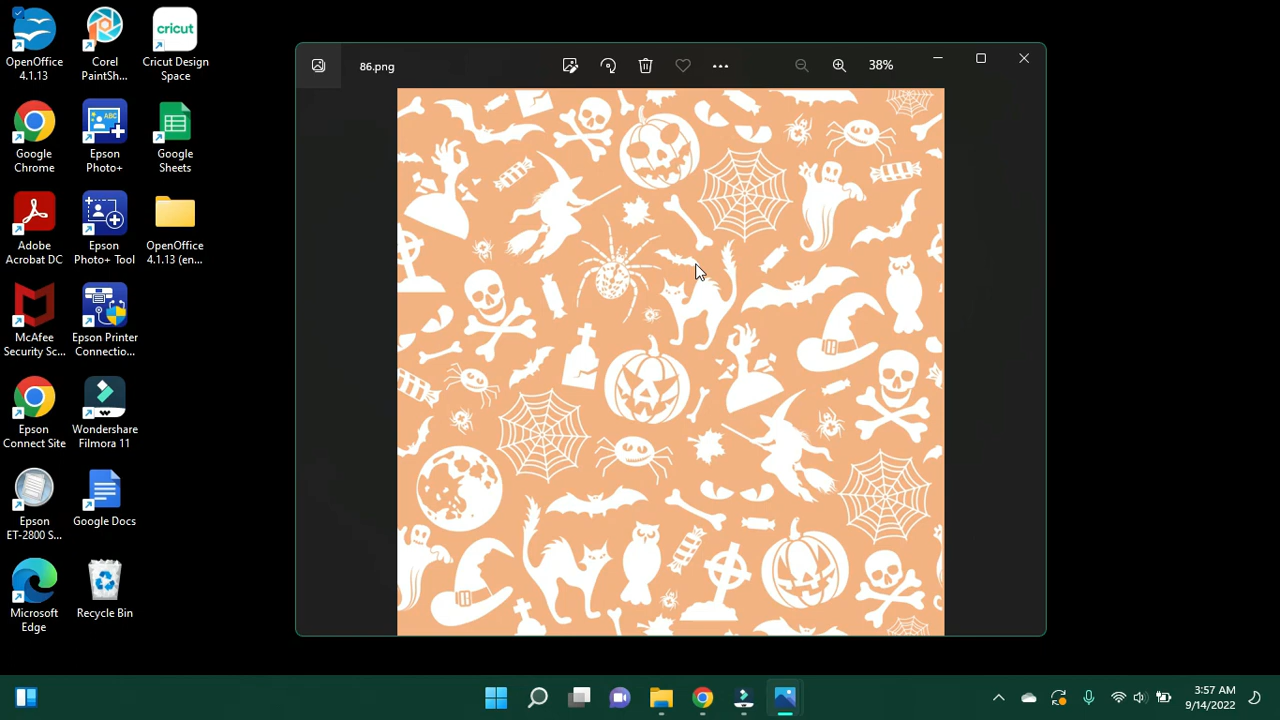 OpenOffice
4.1.13
Corel
PaintSh...
cricut
Cricut Design
Space
Google
Chrome
ABC
Epson
Photo+
Google
Sheets
Adobe
Acrobat DC
Epson
Photo+ Tool
OpenOffice
4.1.13 (en...
McAfee
Security Sc...
Epson Printer
Connectio...
Epson
Connect Site
Wondershare
Filmora 11
Epson
ET-2800 S...
Google Docs
Microsoft
Edge
Recycle Bin
86.png
38%
3:57 AM
9/14/2022